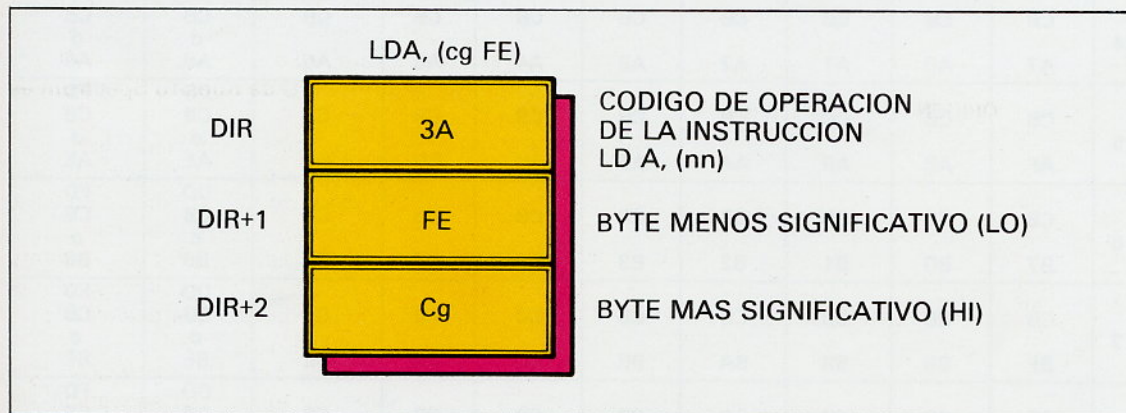 LDA, (cg FE)
DIR
3A
CODIGO DE OPERACION
DE LA INSTRUCCION
LD A, (nn)
DIR+1
FE
BYTE MENOS SIGNIFICATIVO (LO)
DIR+2
Cg
BYTE MAS SIGNIFICATIVO (HI)